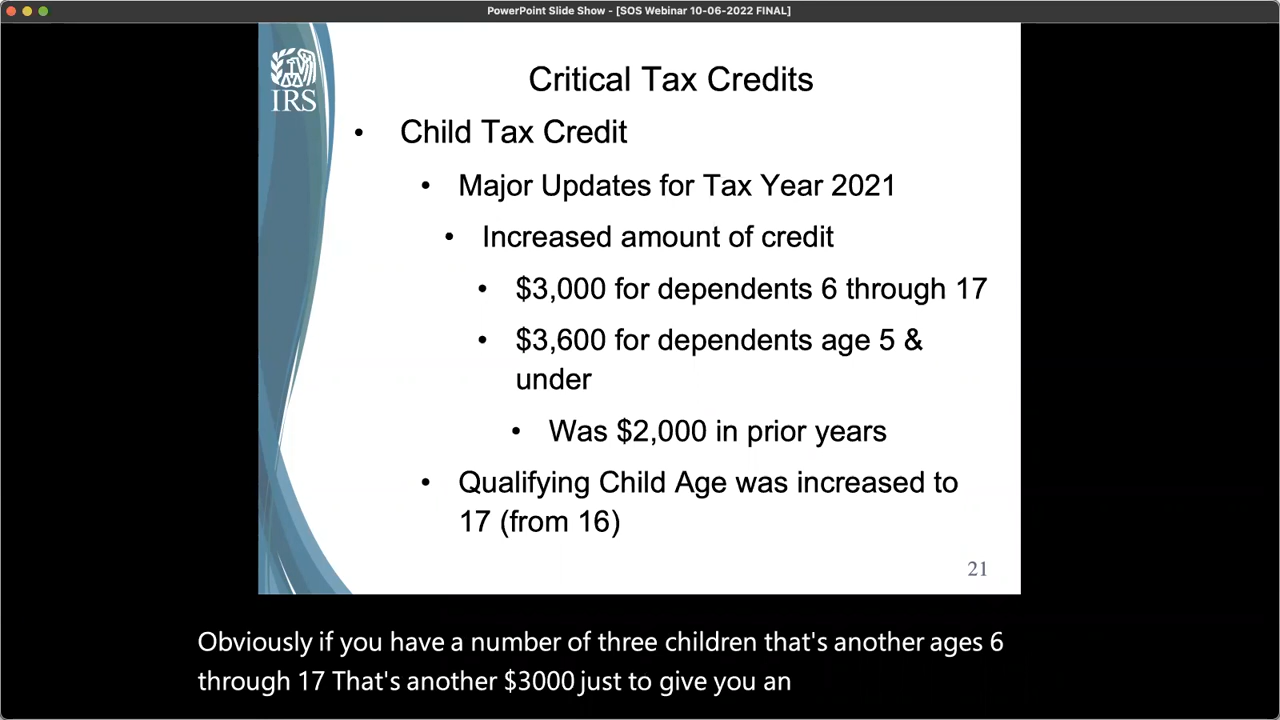 PowerPoint Slide Show - [SOS Webinar 10-06-2022 FINAL]
IRS
Critical Tax Credits
• Child Tax Credit
• Major Updates for Tax Year 2021
• Increased amount of credit
• $3,000 for dependents 6 through 17
• $3,600 for dependents age 5 &
under
• Was $2,000 in prior years
• Qualifying Child Age was increased to
17 (from 16)
21
Obviously if you have a number of three children that's another ages 6
through 17 That's another $3000 just to give you an